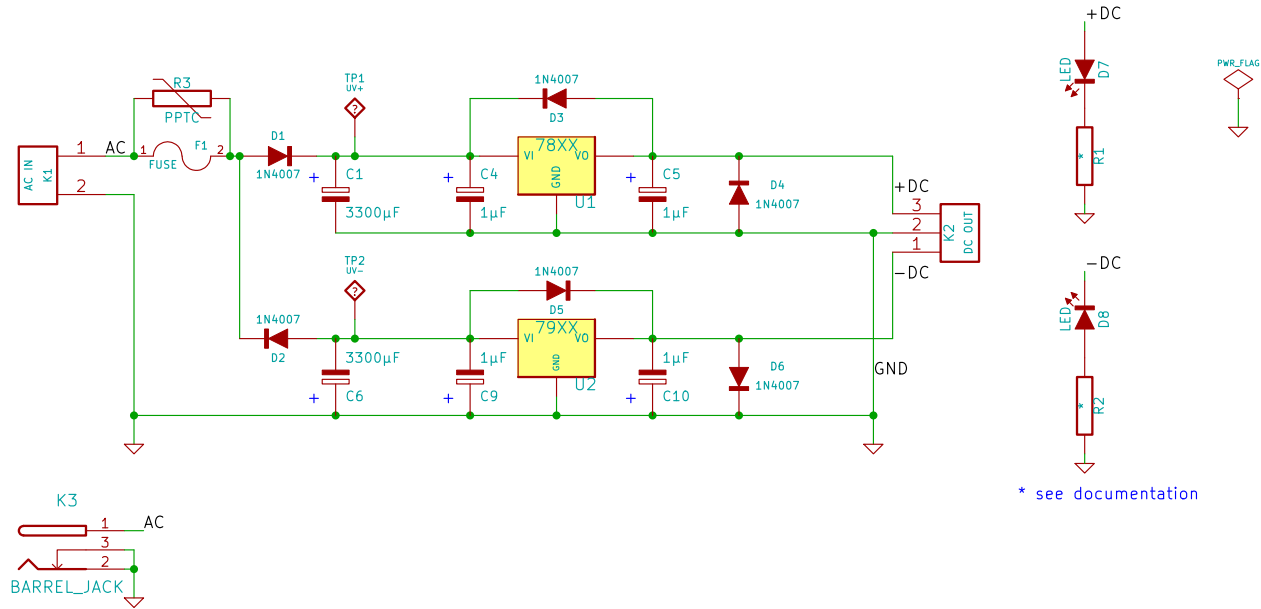 +DC
PWR_FLAG
LED
D7
*
R1
TP1
UV+
?
R3
PPTC
1N4007
D3
AC IN
K1
1
2
AC
1
F1
2
FUSE
D1
1N4007
+
C1
3300µF
+
C4
1µF
78XX
VI
VO
GND
U1
+
C5
1µF
D4
1N4007
+DC
3
2
1
K2
DC OUT
-DC
TP2
UV-
?
1N4007
D5
1N4007
D2
3300µF
+
C6
1µF
+
C9
79XX
VI
VO
GND
U2
1µF
+
C10
D6
1N4007
GND
-DC
LED
D8
*
R2
* see documentation
K3
1
AC
3
2
BARREL_JACK